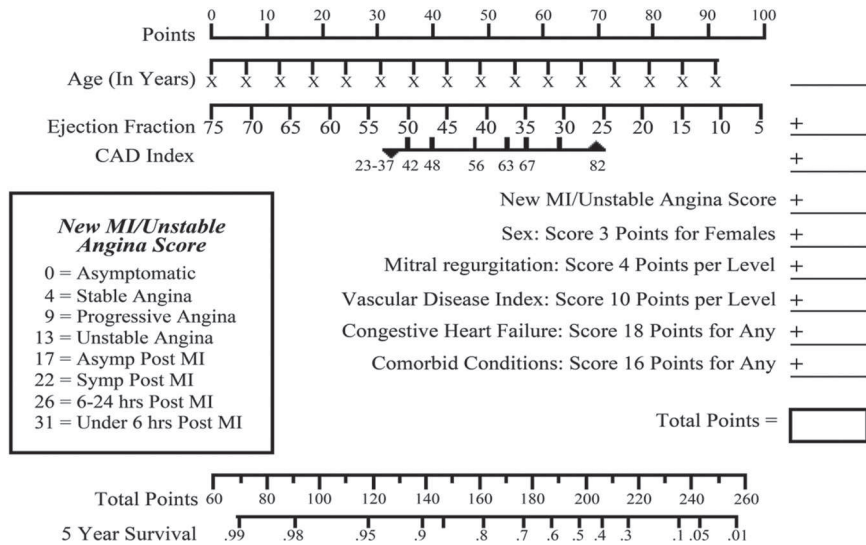 0 10 20 30 40 50 60 70 80 90 100
Points
Age (In Years)
X X X X X X X X X X X X X X X X
Ejection Fraction
75 70 65 60 55 50 45 40 35 30 25 20 15 10 5
+
CAD Index
23-37 42 48 56 63 67 82
+
New MI/Unstable Angina Score +
Sex: Score 3 Points for Females +
Mitral regurgitation: Score 4 Points per Level +
Vascular Disease Index: Score 10 Points per Level +
Congestive Heart Failure: Score 18 Points for Any +
Comorbid Conditions: Score 16 Points for Any +
Total Points =
New MI/Unstable
Angina Score
0 = Asymptomatic
4 = Stable Angina
9 = Progressive Angina
13 = Unstable Angina
17 = Asymp Post MI
22 = Symp Post MI
26 = 6-24 hrs Post MI
31 = Under 6 hrs Post MI
Total Points
60 80 100 120 140 160 180 200 220 240 260
5 Year Survival
.99 .98 .95 .9 .8 .7 .6 .5 .4 .3 .1 .05 .01